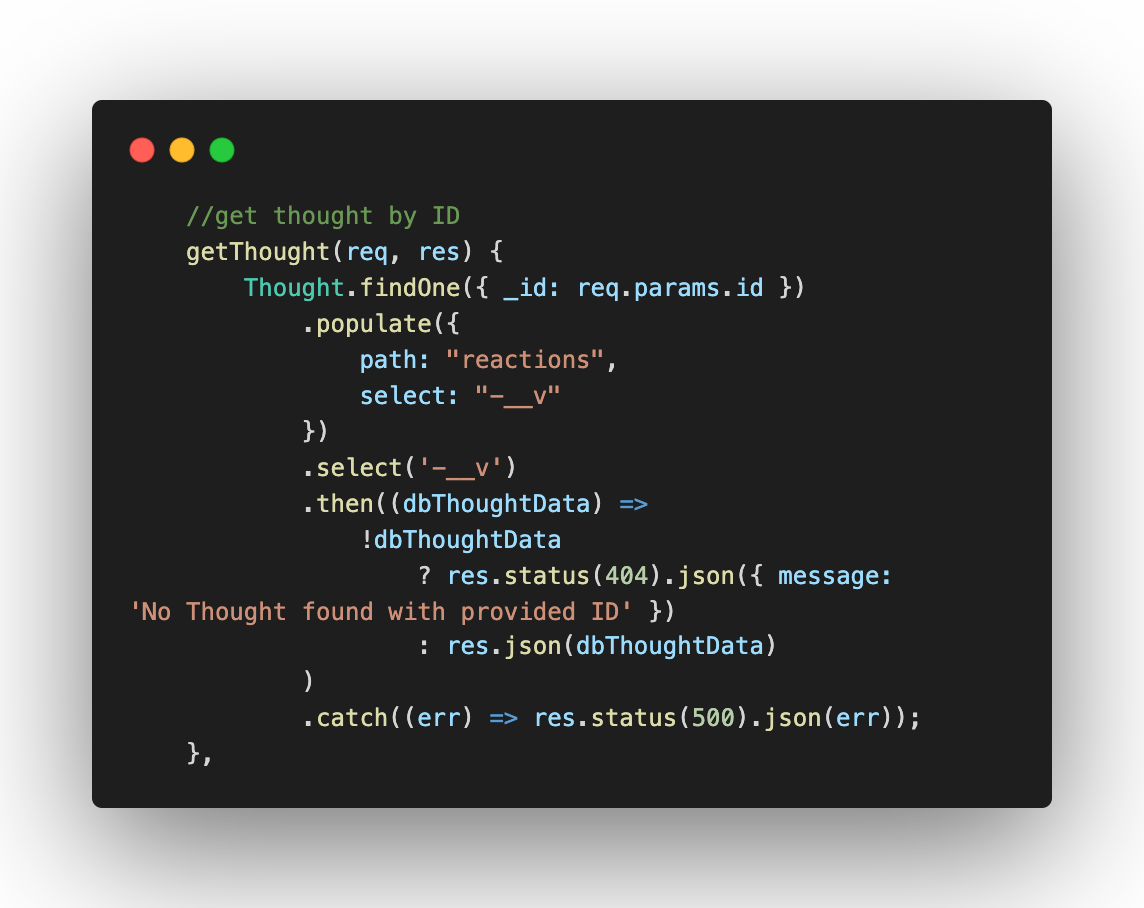 //get thought by ID
getThought(req, res) {
Thought.findOne({ _id: req.params.id })
.populate({
path: "reactions",
select: "-__v"
})
.select('-__v')
.then((dbThoughtData) =>
!dbThoughtData
? res.status(404).json({ message:
'No Thought found with provided ID' })
: res.json(dbThoughtData)
)
.catch((err) => res.status(500).json(err));
},